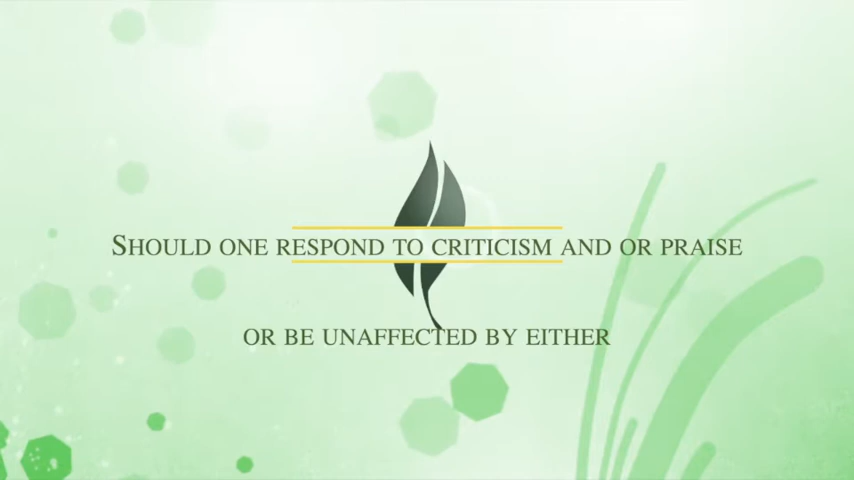 Should one respond to criticism and or praise
or be unaffected by either